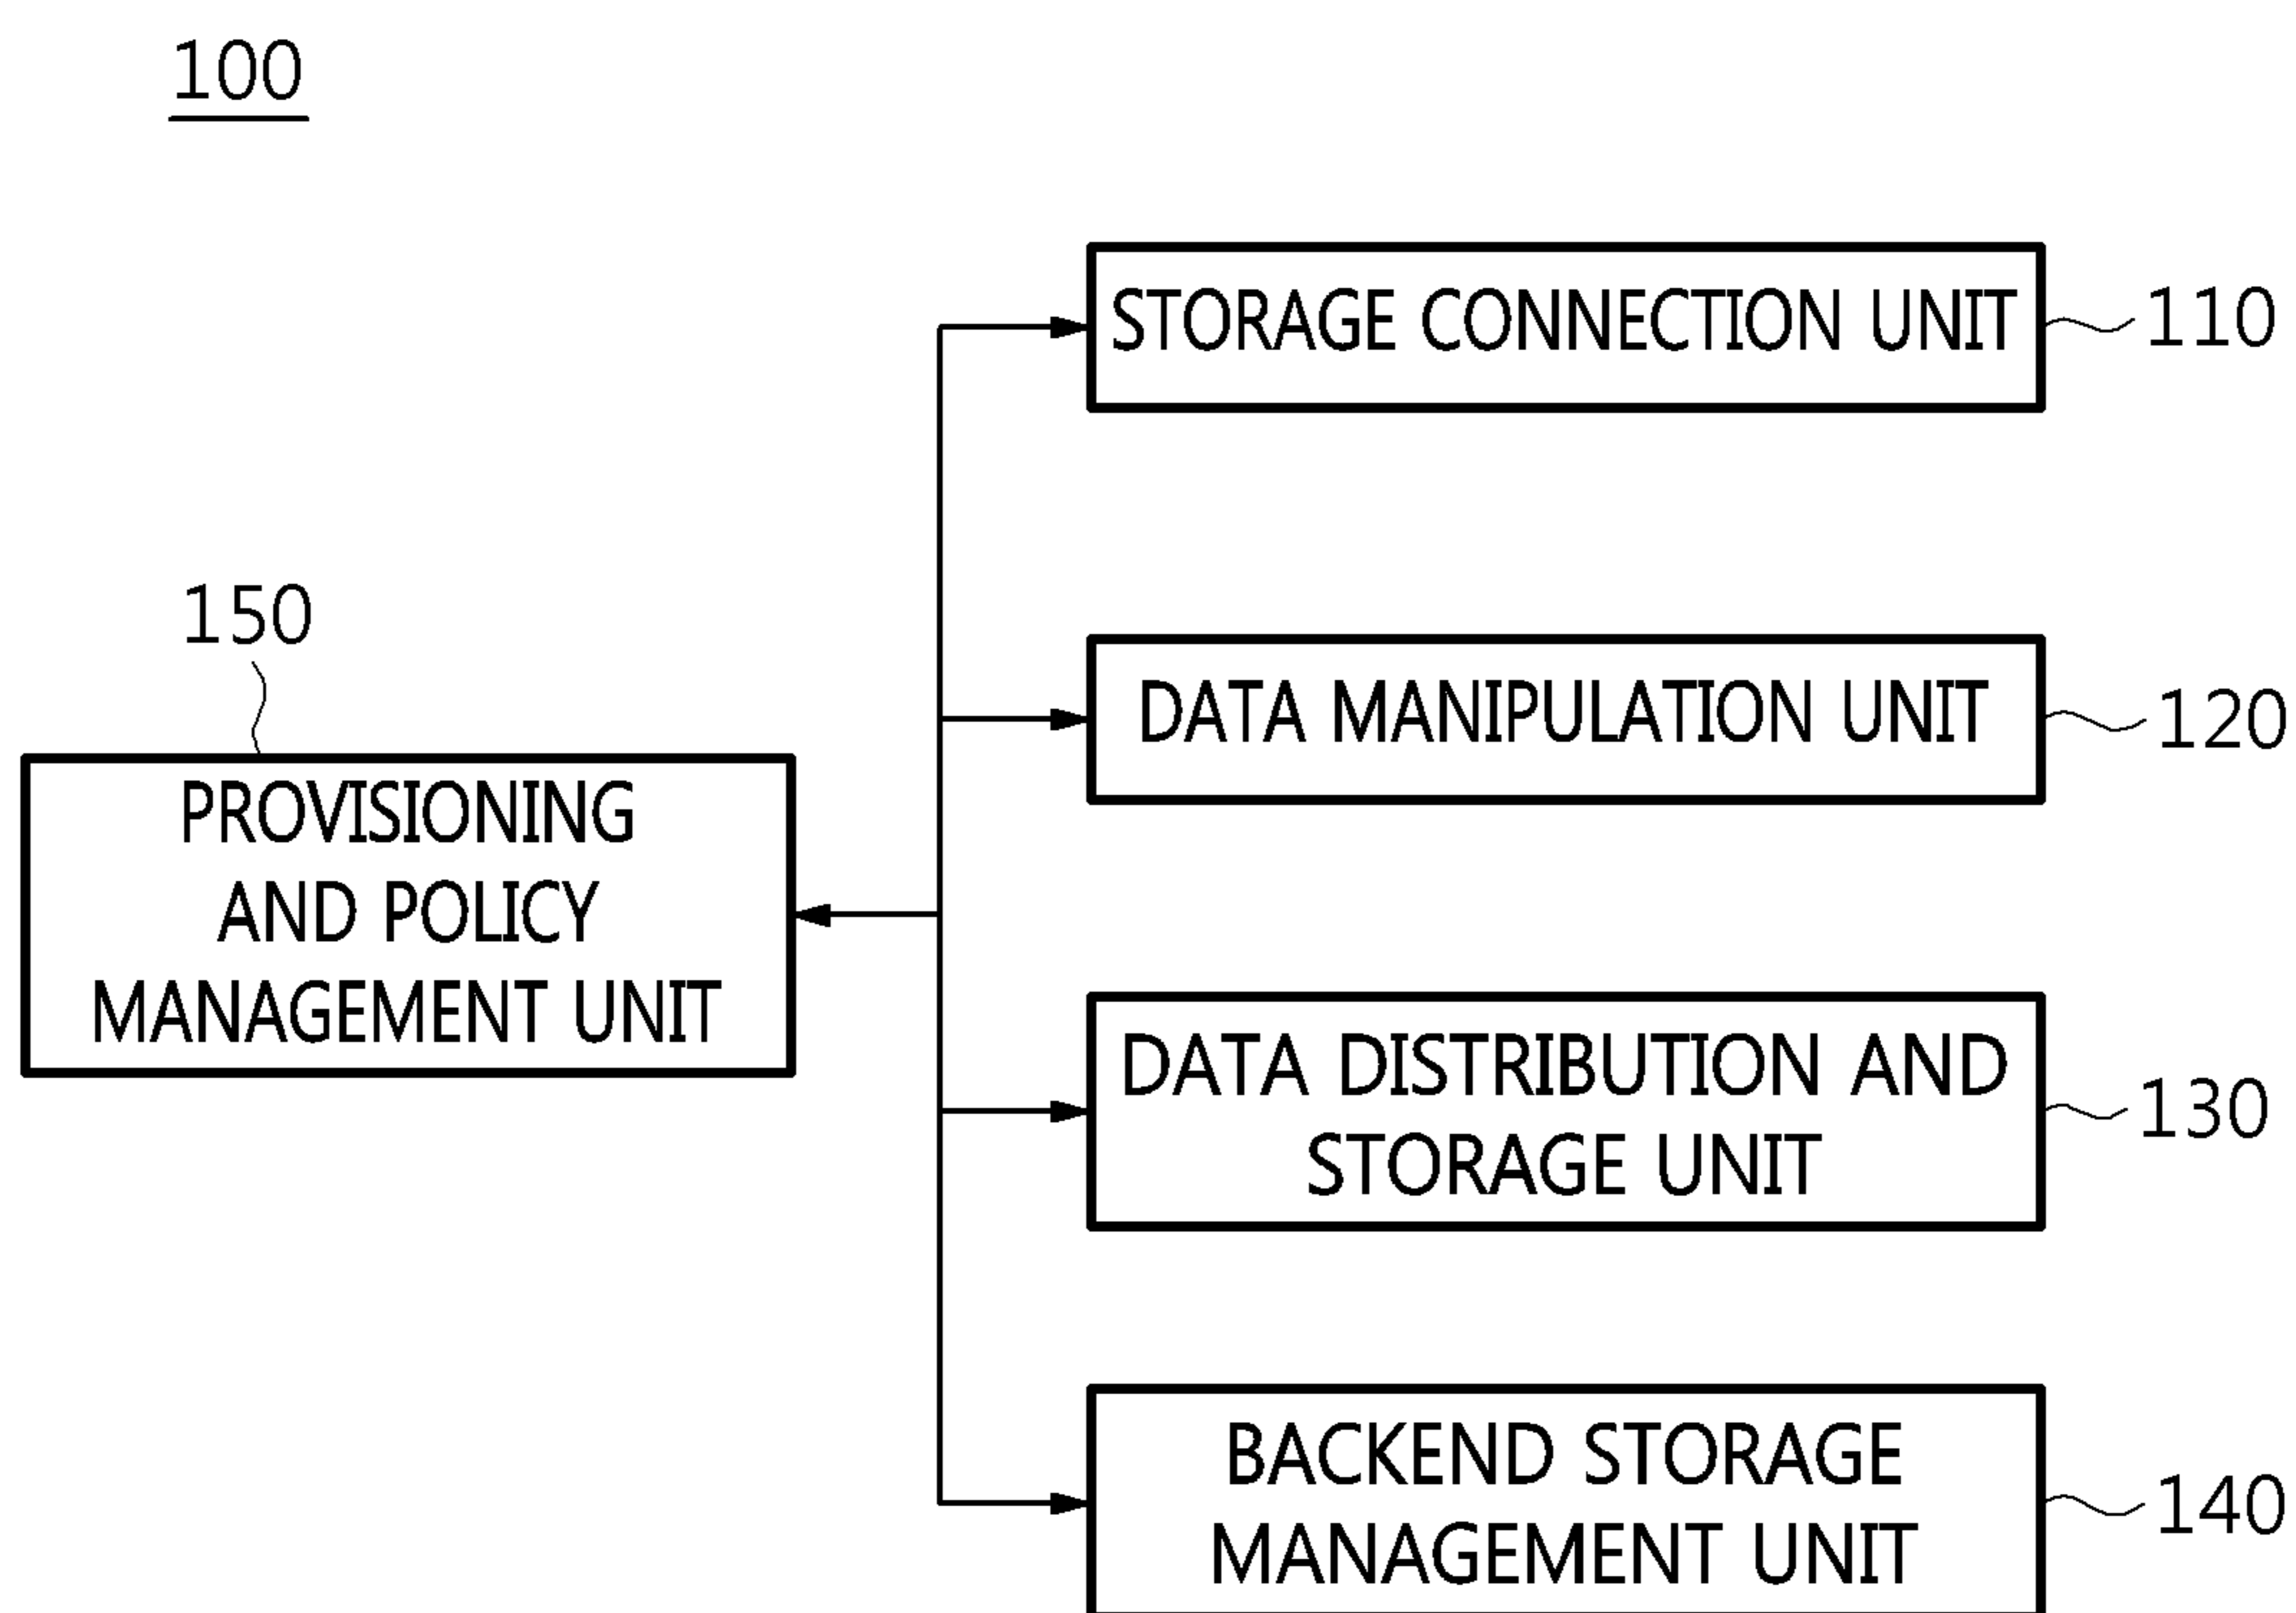 100
STORAGE CONNECTION UNIT
110
150
DATA MANIPULATION UNIT
120
PROVISIONING
AND POLICY
MANAGEMENT UNIT
DATA DISTRIBUTION AND
STORAGE UNIT
130
BACKEND STORAGE
MANAGEMENT UNIT
140